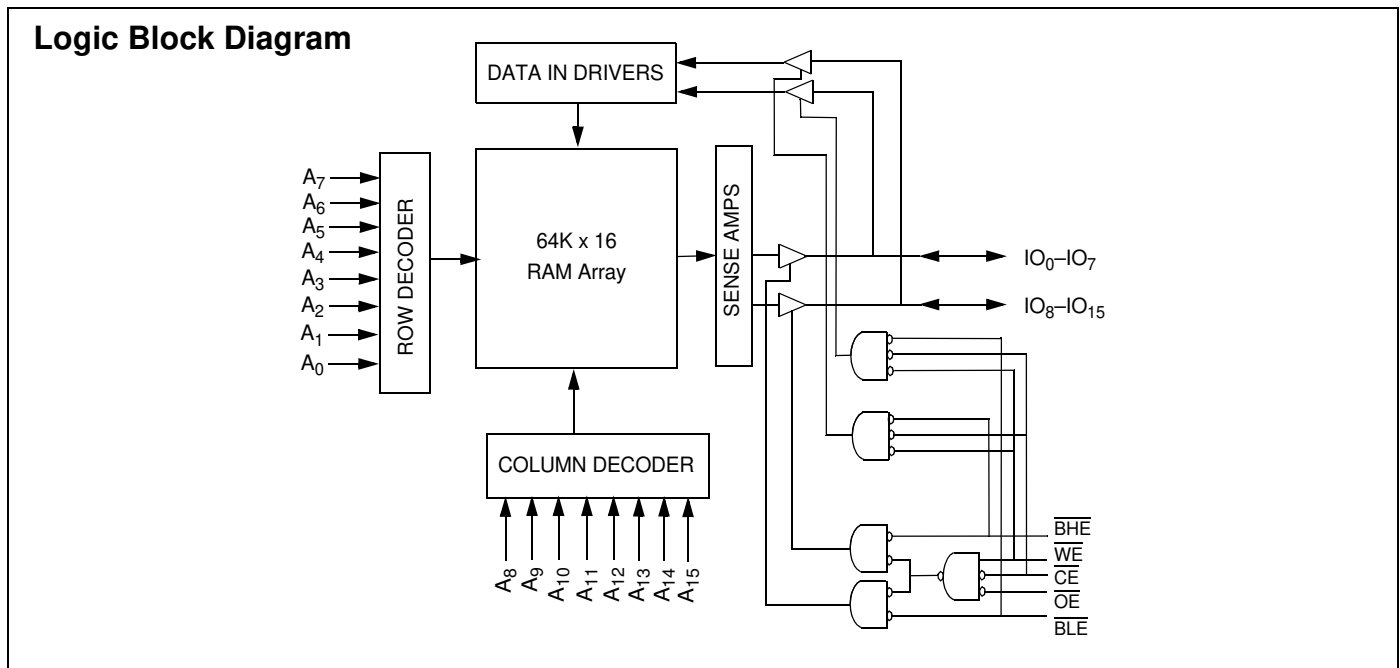 Logic Block Diagram
DATA IN DRIVERS
A7
A6
A5
A4
A3
A2
A1
A0
ROW DECODER
64K x 16
RAM Array
SENSE AMPS
IO0–IO7
IO8–IO15
COLUMN DECODER
A8
A9
A10
A11
A12
A13
A14
A15
BHE
WE
CE
OE
BLE